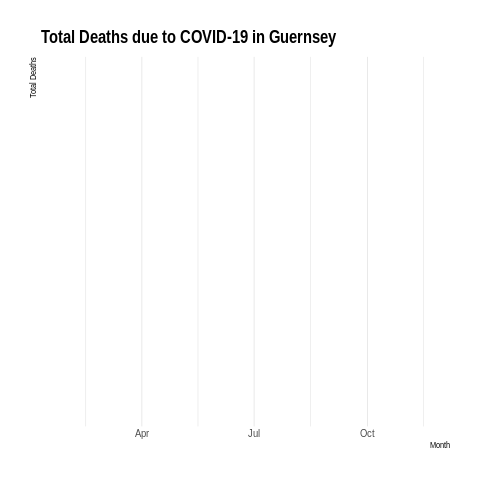 Total Deaths due to COVID-19 in Guernsey
Total Deaths
Apr Jul Oct
Month